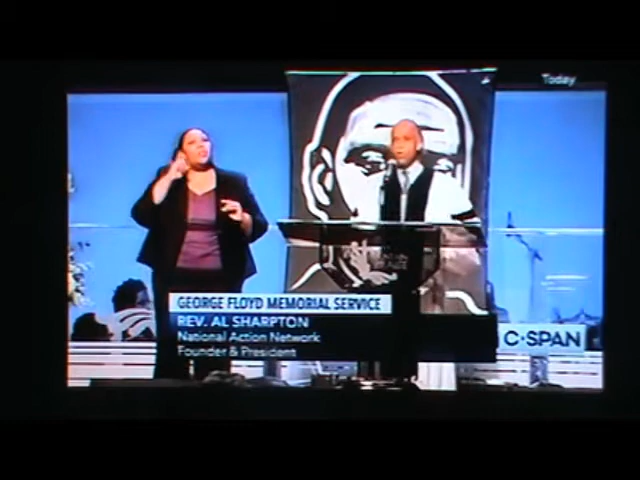 Today
GEORGE FLOYD MEMORIAL SERVICE
REV. AL SHARPTON
National Action Network
Founder & President
C-SPAN